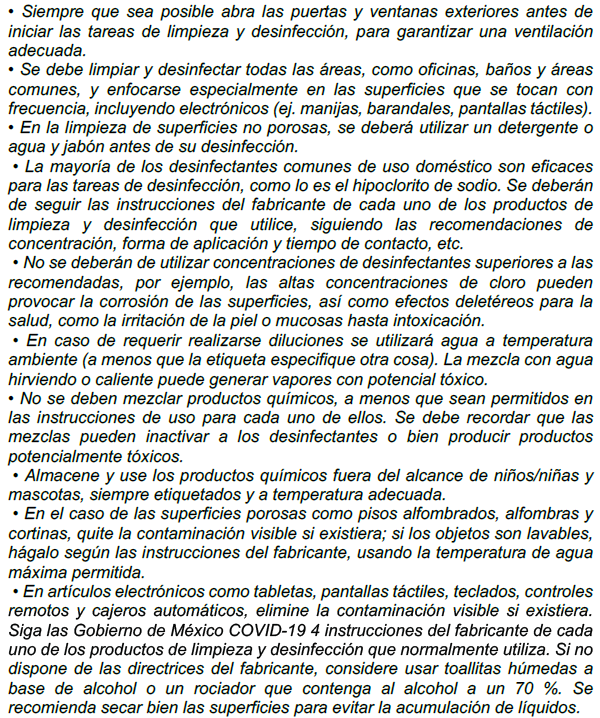 • Siempre que sea posible abra las puertas y ventanas exteriores antes de
iniciar las tareas de limpieza y desinfección, para garantizar una ventilación
adecuada.
• Se debe limpiar y desinfectar todas las áreas, como oficinas, baños y áreas
comunes, y enfocarse especialmente en las superficies que se tocan con
frecuencia, incluyendo electrónicos (ej. manijas, barandales, pantallas táctiles).
• En la limpieza de superficies no porosas, se deberá utilizar un detergente o
agua y jabón antes de su desinfección.
• La mayoría de los desinfectantes comunes de uso doméstico son eficaces
para las tareas de desinfección, como lo es el hipoclorito de sodio. Se deberán
de seguir las instrucciones del fabricante de cada uno de los productos de
limpieza y desinfección que utilice, siguiendo las recomendaciones de
concentración, forma de aplicación y tiempo de contacto, etc.
• No se deberán de utilizar concentraciones de desinfectantes superiores a las
recomendadas, por ejemplo, las altas concentraciones de cloro pueden
provocar la corrosión de las superficies, así como efectos deletéreos para la
salud, como la irritación de la piel o mucosas hasta intoxicación.
• En caso de requerir realizarse diluciones se utilizará agua a temperatura
ambiente (a menos que la etiqueta especifique otra cosa). La mezcla con agua
hirviendo o caliente puede generar vapores con potencial tóxico.
• No se deben mezclar productos químicos, a menos que sean permitidos en
las instrucciones de uso para cada uno de ellos. Se debe recordar que las
mezclas pueden inactivar a los desinfectantes o bien producir productos
potencialmente tóxicos.
• Almacene y use los productos químicos fuera del alcance de niños/niñas y
mascotas, siempre etiquetados y a temperatura adecuada.
• En el caso de las superficies porosas como pisos alfombrados, alfombras y
cortinas, quite la contaminación visible si existiera; si los objetos son lavables,
hágalo según las instrucciones del fabricante, usando la temperatura de agua
máxima permitida.
• En artículos electrónicos como tabletas, pantallas táctiles, teclados, controles
remotos y cajeros automáticos, elimine la contaminación visible si existiera.
Siga las Gobierno de México COVID-19 4 instrucciones del fabricante de cada
uno de los productos de limpieza y desinfección que normalmente utiliza. Si no
dispone de las directrices del fabricante, considere usar toallitas húmedas a
base de alcohol o un rociador que contenga al alcohol a un 70 %. Se
recomienda secar bien las superficies para evitar la acumulación de líquidos.